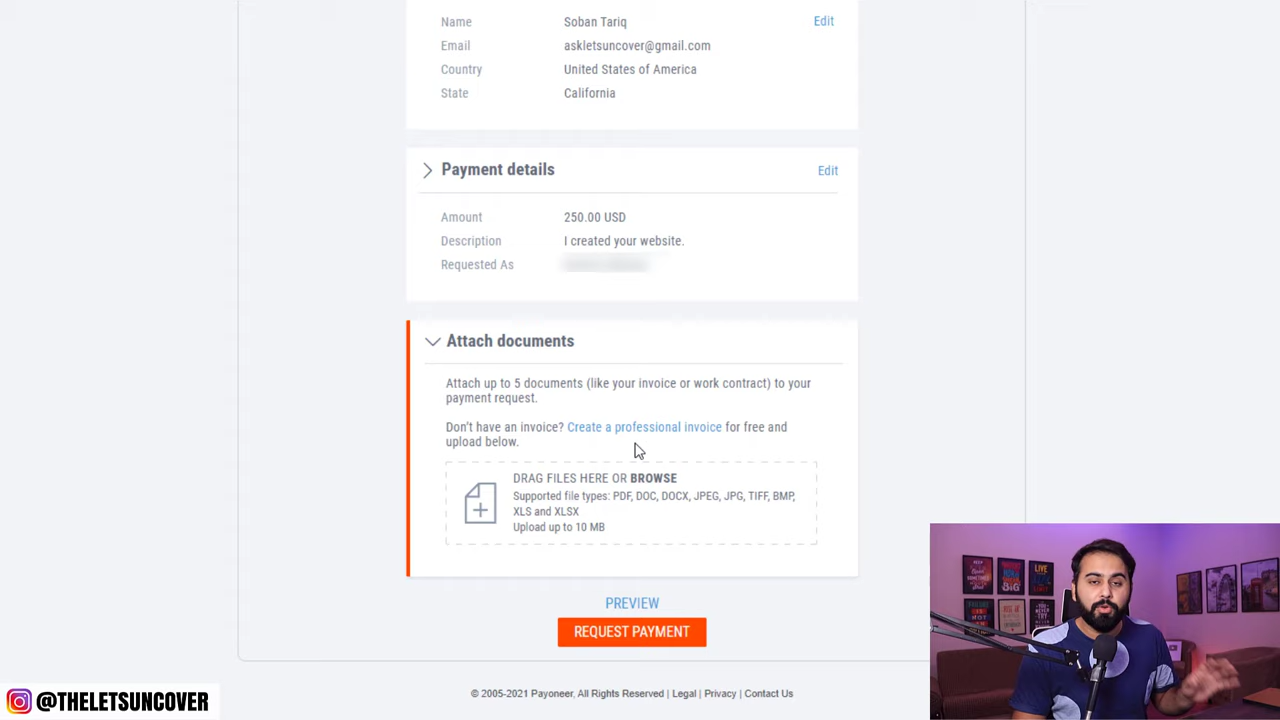 Name Soban Tariq Edit
Email askletsuncover@gmail.com
Country United States of America
State California
Payment details Edit
Amount 250.00 USD
Description I created your website.
Requested As
Attach documents
Attach up to 5 documents (like your invoice or work contract) to your
payment request.
Don't have an invoice? Create a professional invoice for free and
upload below.
DRAG FILES HERE OR BROWSE
Supported file types: PDF, DOC, DOCX, JPEG, JPG, TIFF, BMP,
XLS and XLSX
Upload up to 10 MB
PREVIEW
REQUEST PAYMENT
© 2005-2021 Payoneer, All Rights Reserved | Legal | Privacy | Contact Us
@THELETSUNCOVER